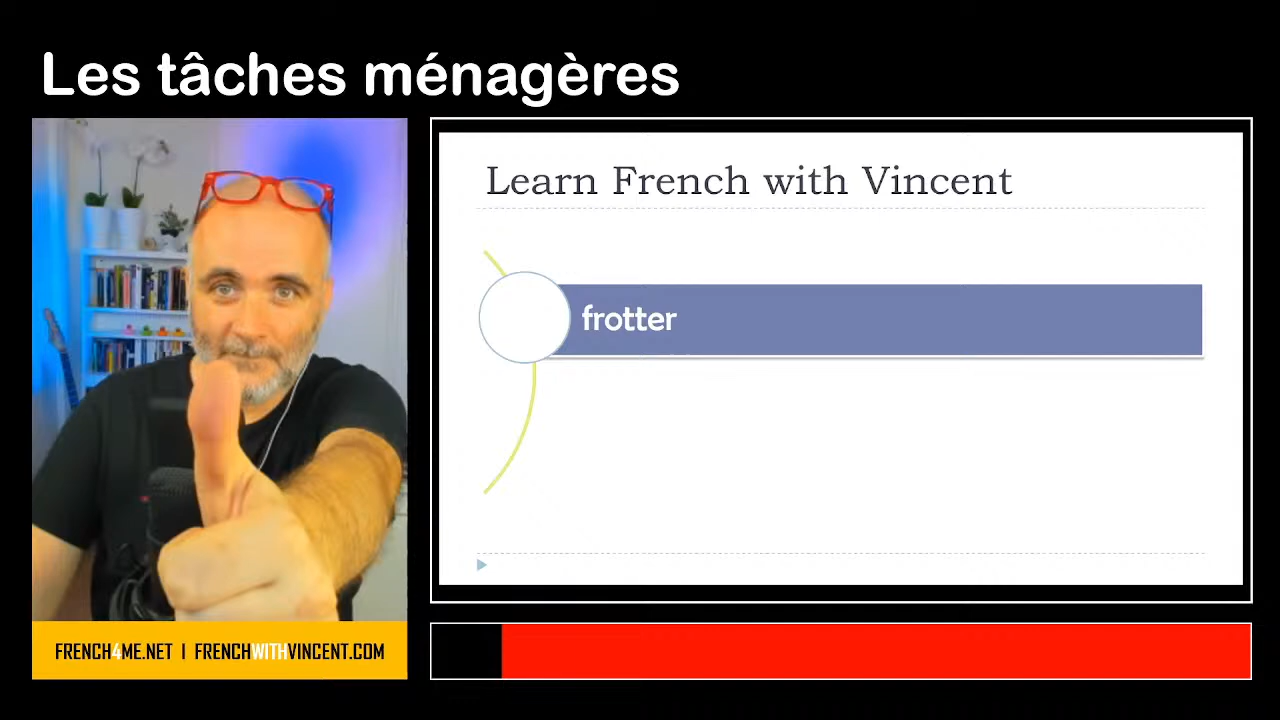 Les tâches ménagères
Learn French with Vincent
frotter
FRENCH4ME.NET | FRENCHWITHVINCENT.COM